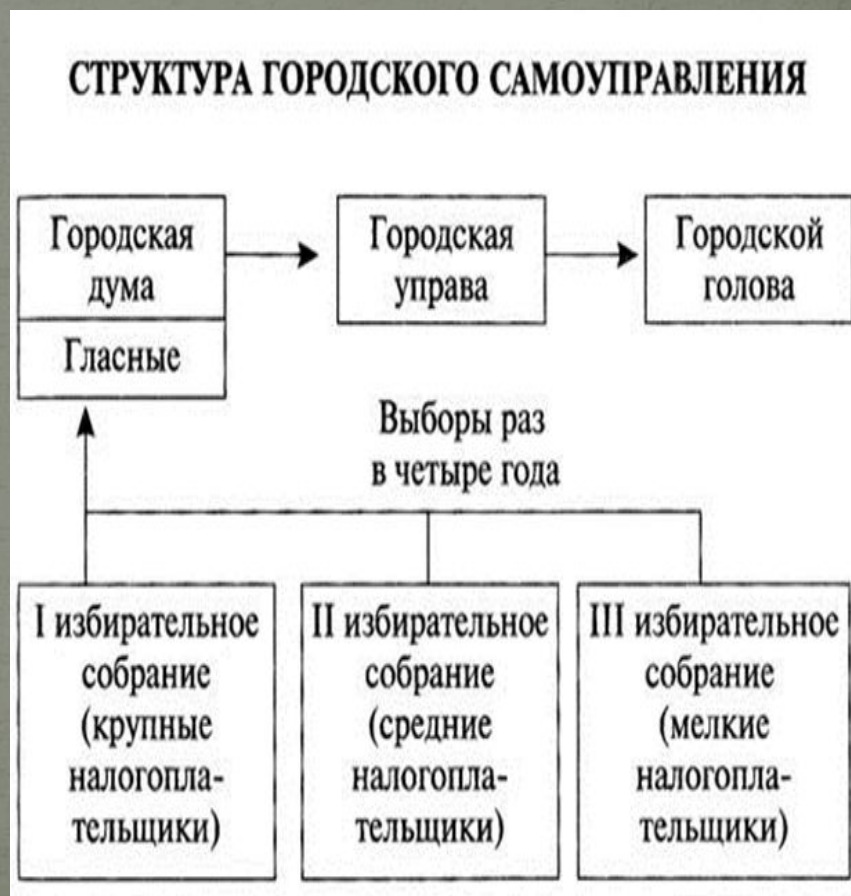 СТРУКТУРА ГОРОДСКОГО САМОУПРАВЛЕНИЯ
Городская
дума
Гласные
Городская
управа
Городской
голова
Выборы раз
в четыре года
I избирательное
собрание
(крупные
налогопла-
тельщики)
II избирательное
собрание
(средние
налогопла-
тельщики)
III избирательное
собрание
(мелкие
налогопла-
тельщики)